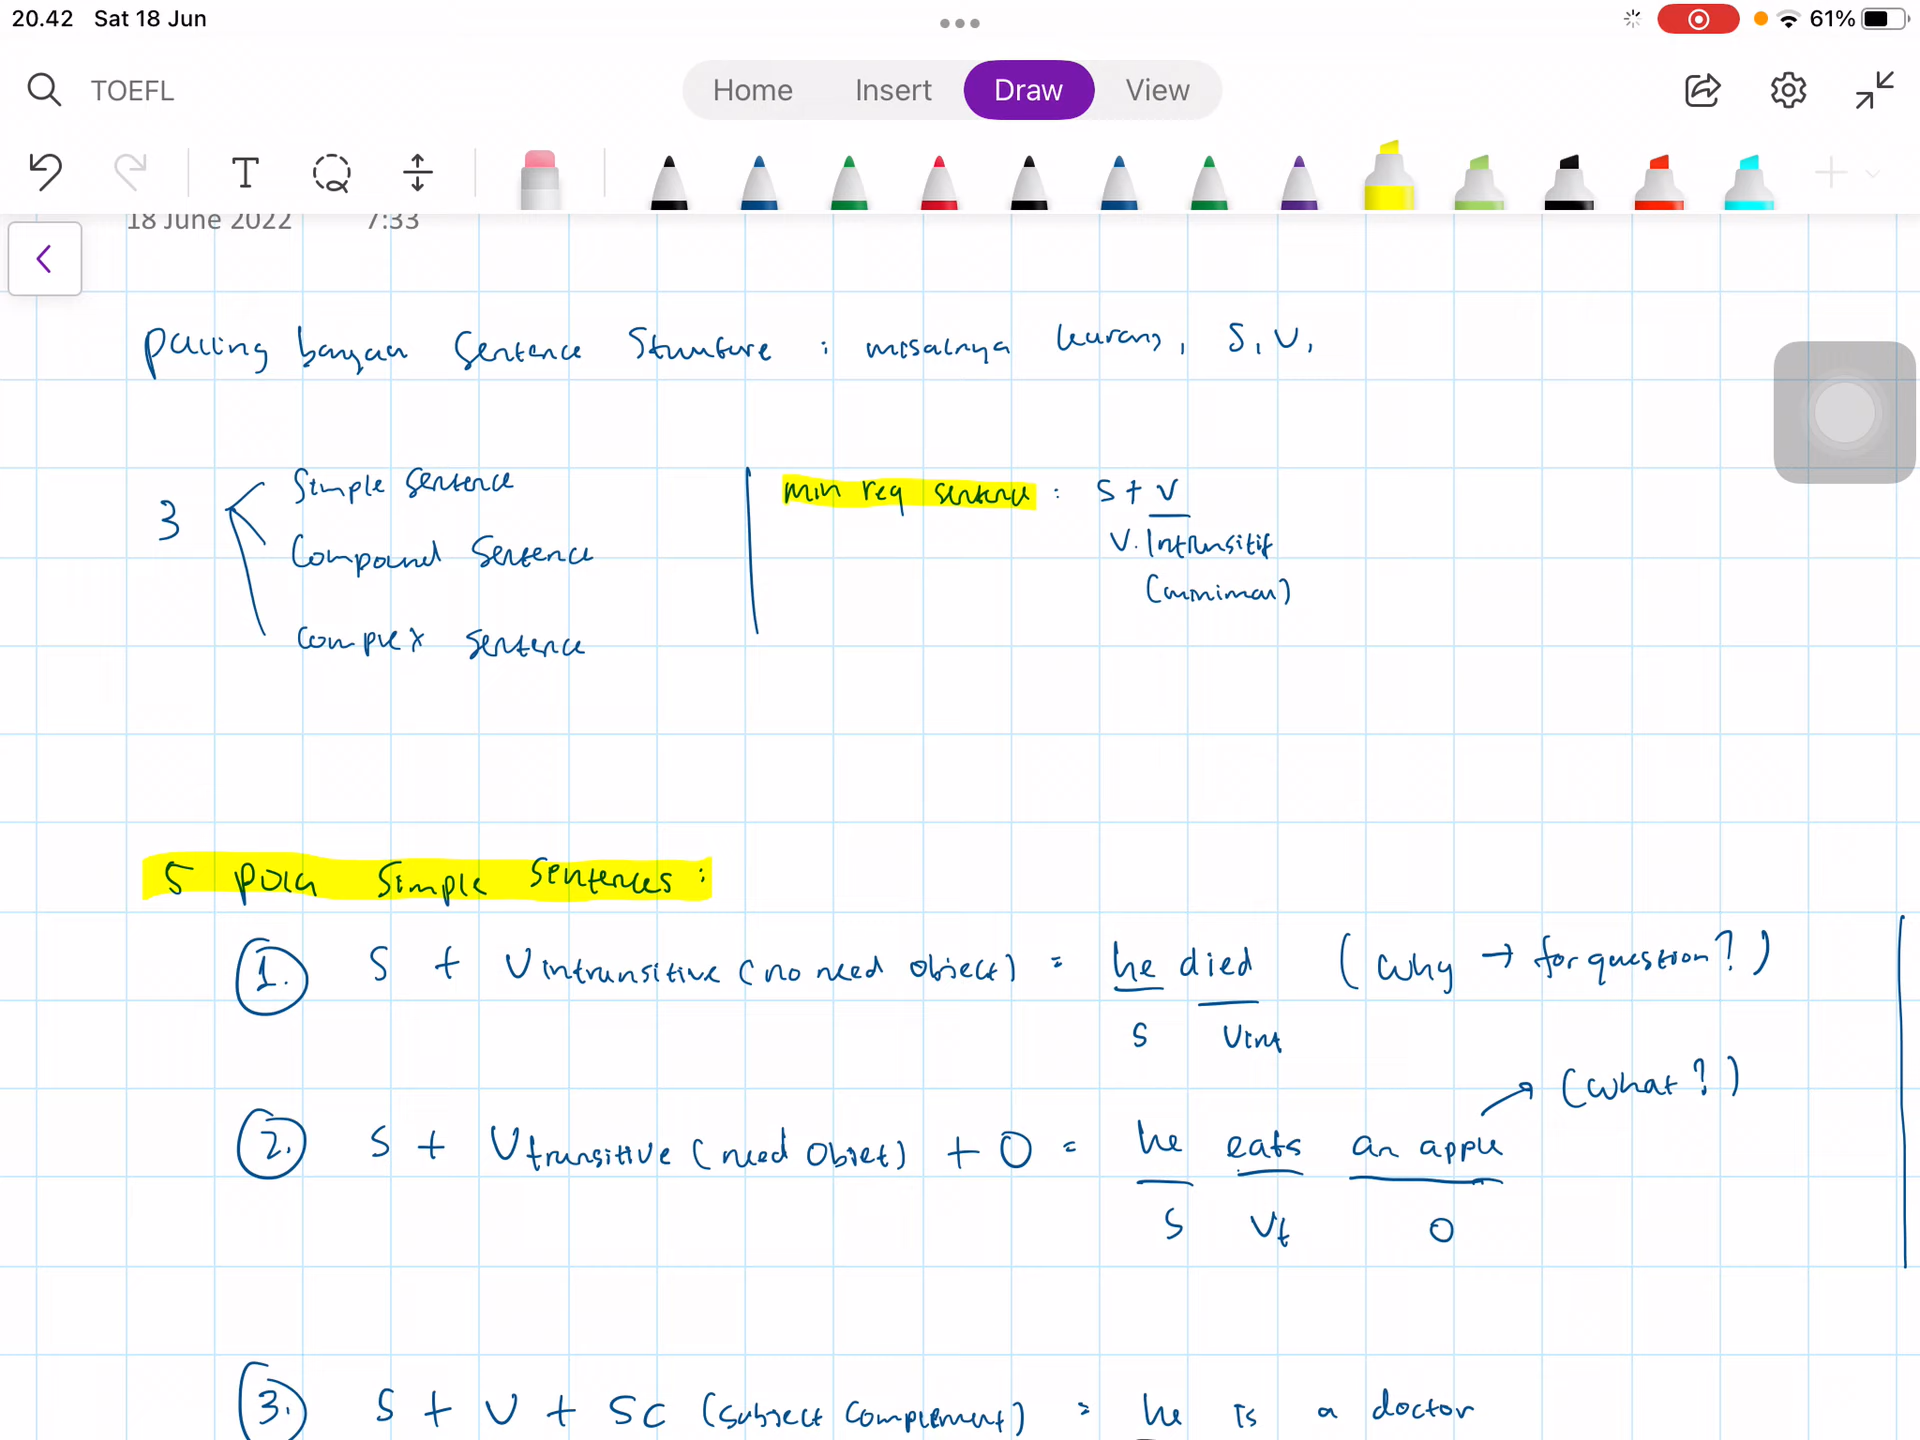 20.42 Sat 18 Jun 61%
TOEFL Home Insert Draw View
18 June 2022 7:33
Paling banyak Sentence Structure : misalnya kurang, S, V,
3
Simple sentence
Compound Sentence
Complex sentence
min req sentence : S + V
V. Intransitif
(minimal)
5 pola simple sentences :
1. S + V intransitive (no need object) = he died (why → for question?)
S Vint
(what?)
2. S + V transitive (need object) + O = he eats an apple
S Vt O
3. S + V + SC (subject complement) = he is a doctor